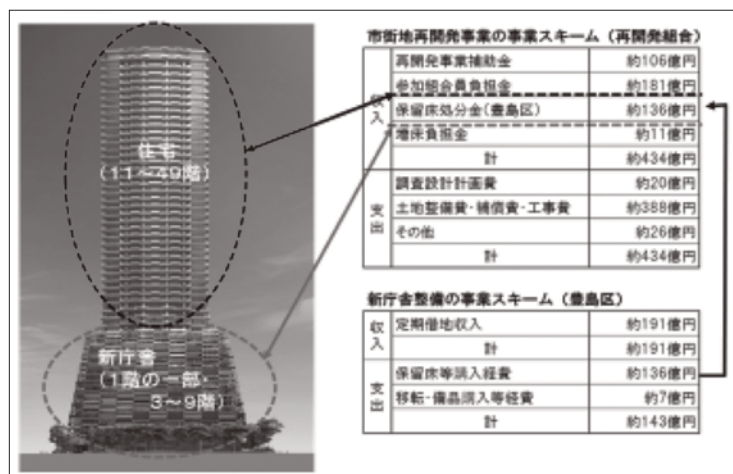 住宅
(11～49階)
新庁舎
(1階の一部・
3～9階)
市街地再開発事業の事業スキーム（再開発組合）
収入
再開発事業補助金 約106億円
参加組合員負担金 約181億円
保留床処分金(豊島区) 約136億円
増床負担金 約11億円
計 約434億円
支出
調査設計計画費 約20億円
土地整備費・補償費・工事費 約388億円
その他 約26億円
計 約434億円
新庁舎整備の事業スキーム（豊島区）
収入
定期借地収入 約191億円
計 約191億円
支出
保留床等購入経費 約136億円
移転・備品購入等経費 約7億円
計 約143億円